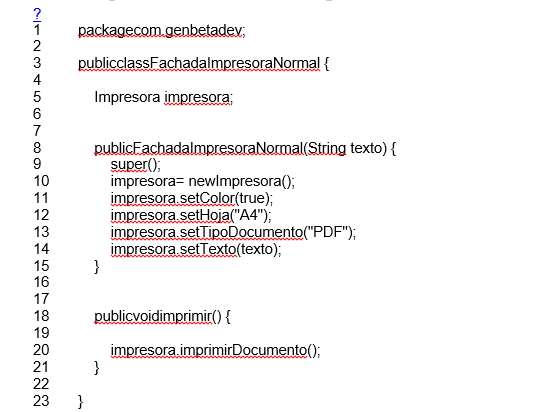 ?
1 packagecom.genbetadev;
2
3 publicclassFachadaImpresoraNormal {
4
5 Impresora impresora;
6
7
8 publicFachadaImpresoraNormal(String texto) {
9 super();
10 impresora= newImpresora();
11 impresora.setColor(true);
12 impresora.setHoja("A4");
13 impresora.setTipoDocumento("PDF");
14 impresora.setTexto(texto);
15 }
16
17
18 publicvoidimprimir() {
19
20 impresora.imprimirDocumento();
21 }
22
23 }